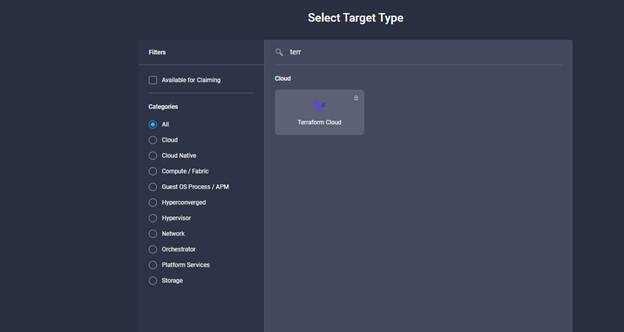 Select Target Type
Filters
Available for Claiming
Categories
All
Cloud
Cloud Native
Compute / Fabric
Guest OS Process / APM
Hyperconverged
Hypervisor
Network
Orchestrator
Platform Services
Storage
terr
Cloud
Terraform Cloud